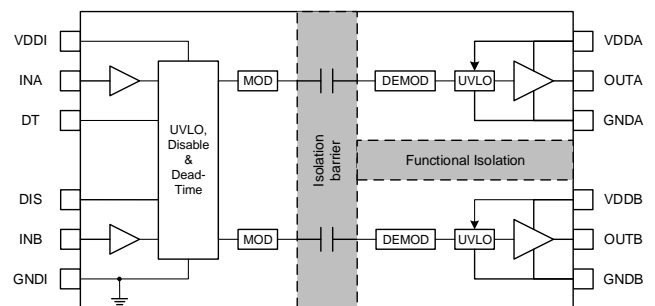 VDDI
INA
DT
DIS
INB
GNDI
UVLO,
Disable
&
Dead-
Time
MOD
MOD
Isolation
barrier
DEMOD
UVLO
Functional Isolation
DEMOD
UVLO
VDDA
OUTA
GNDA
VDDB
OUTB
GNDB